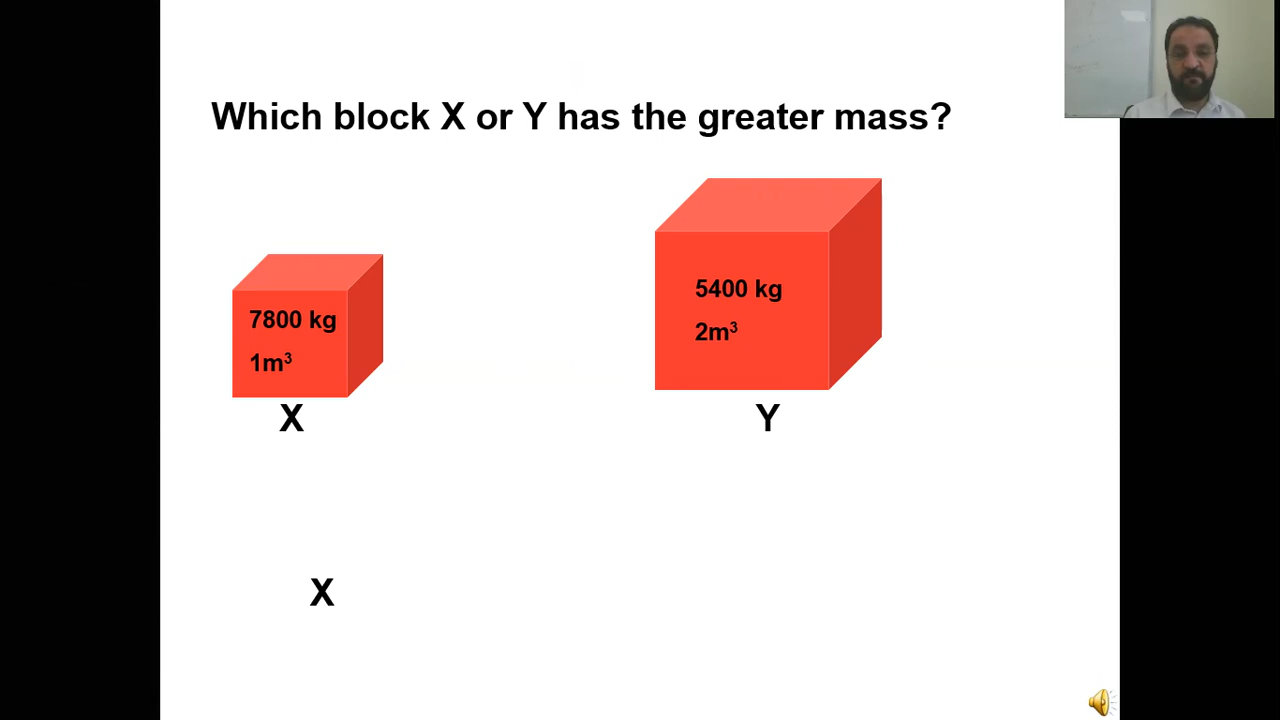 Which block X or Y has the greater mass?
7800 kg
1m³
5400 kg
2m³
X
Y
X